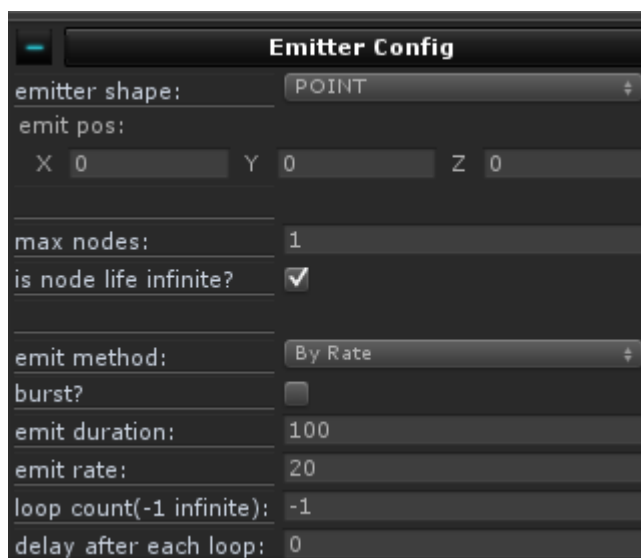 Emitter Config
emitter shape: POINT
emit pos:
X 0 Y 0 Z 0
max nodes: 1
is node life infinite?
emit method: By Rate
burst?
emit duration: 100
emit rate: 20
loop count(-1 infinite): -1
delay after each loop: 0